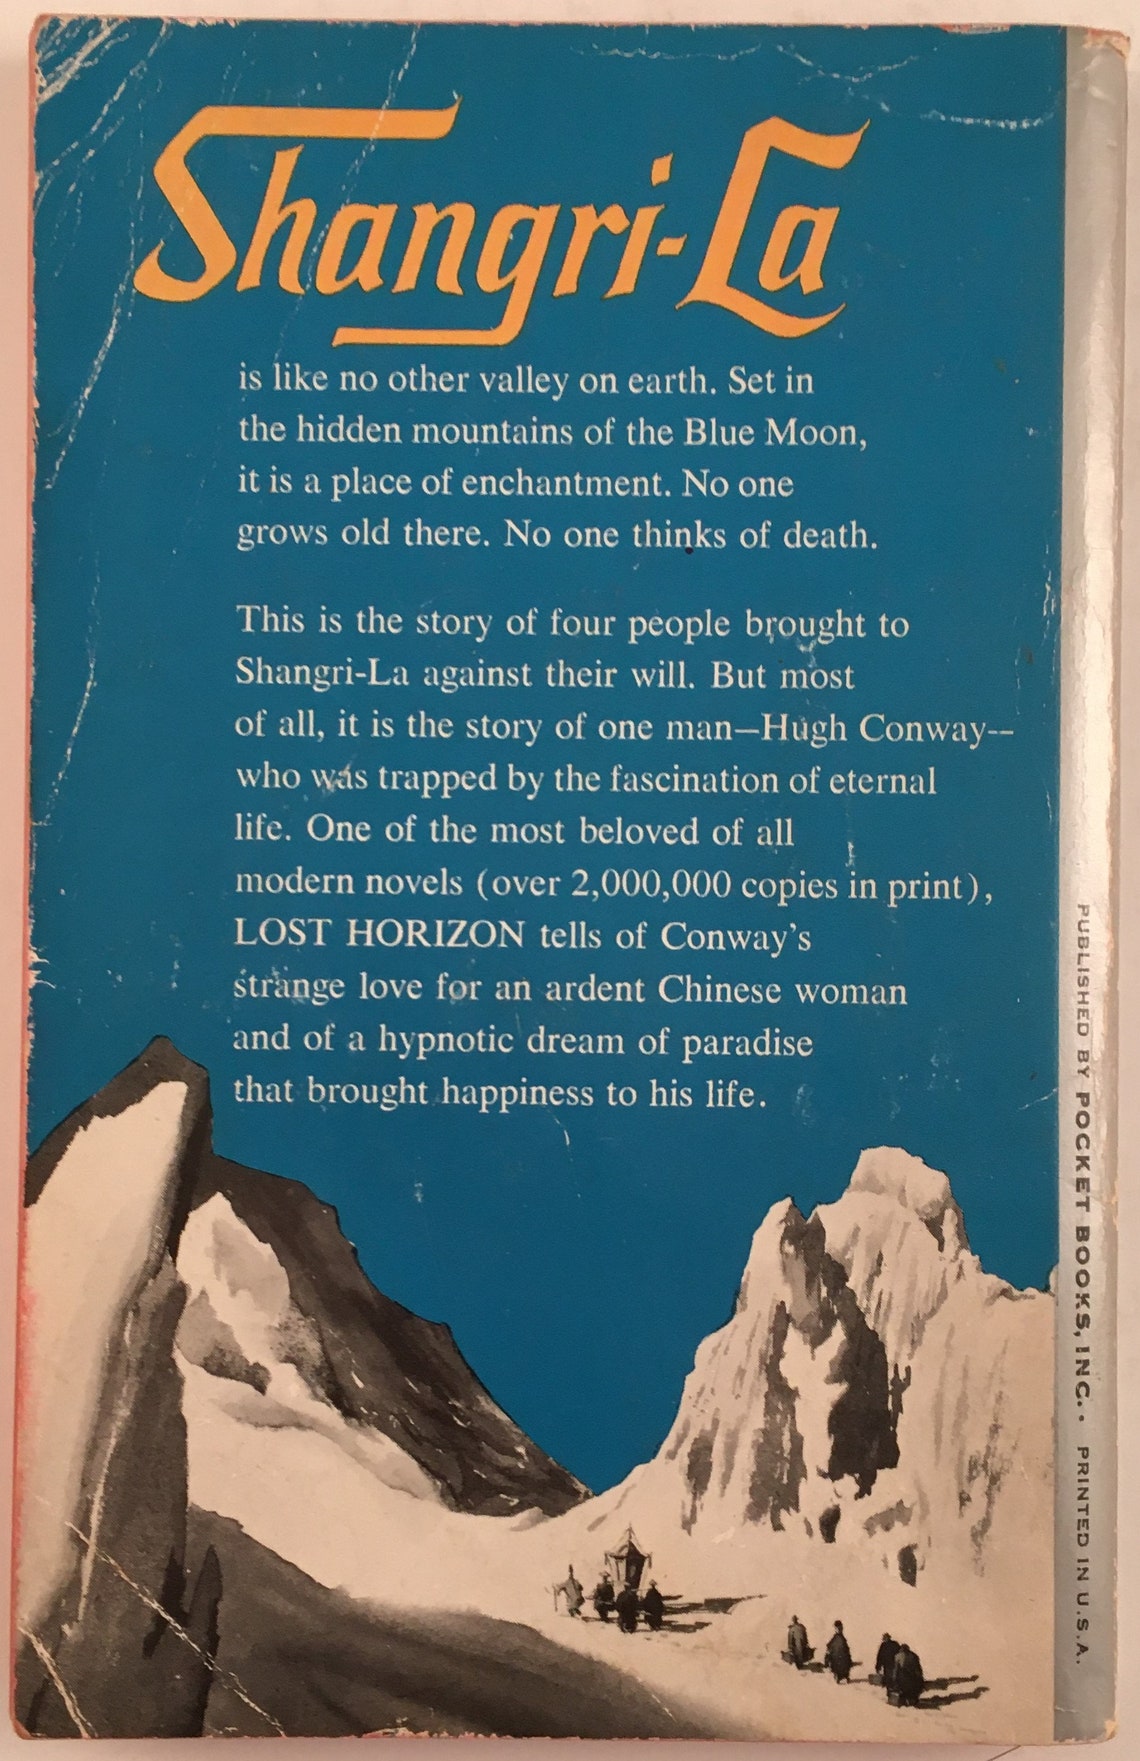 Shangri-La
is like no other valley on earth. Set in
the hidden mountains of the Blue Moon,
it is a place of enchantment. No one
grows old there. No one thinks of death.
This is the story of four people brought to
Shangri-La against their will. But most
of all, it is the story of one man—Hugh Conway--
who was trapped by the fascination of eternal
life. One of the most beloved of all
modern novels (over 2,000,000 copies in print),
LOST HORIZON tells of Conway's
strange love for an ardent Chinese woman
and of a hypnotic dream of paradise
that brought happiness to his life.
PUBLISHED BY POCKET BOOKS, INC. • PRINTED IN U.S.A.